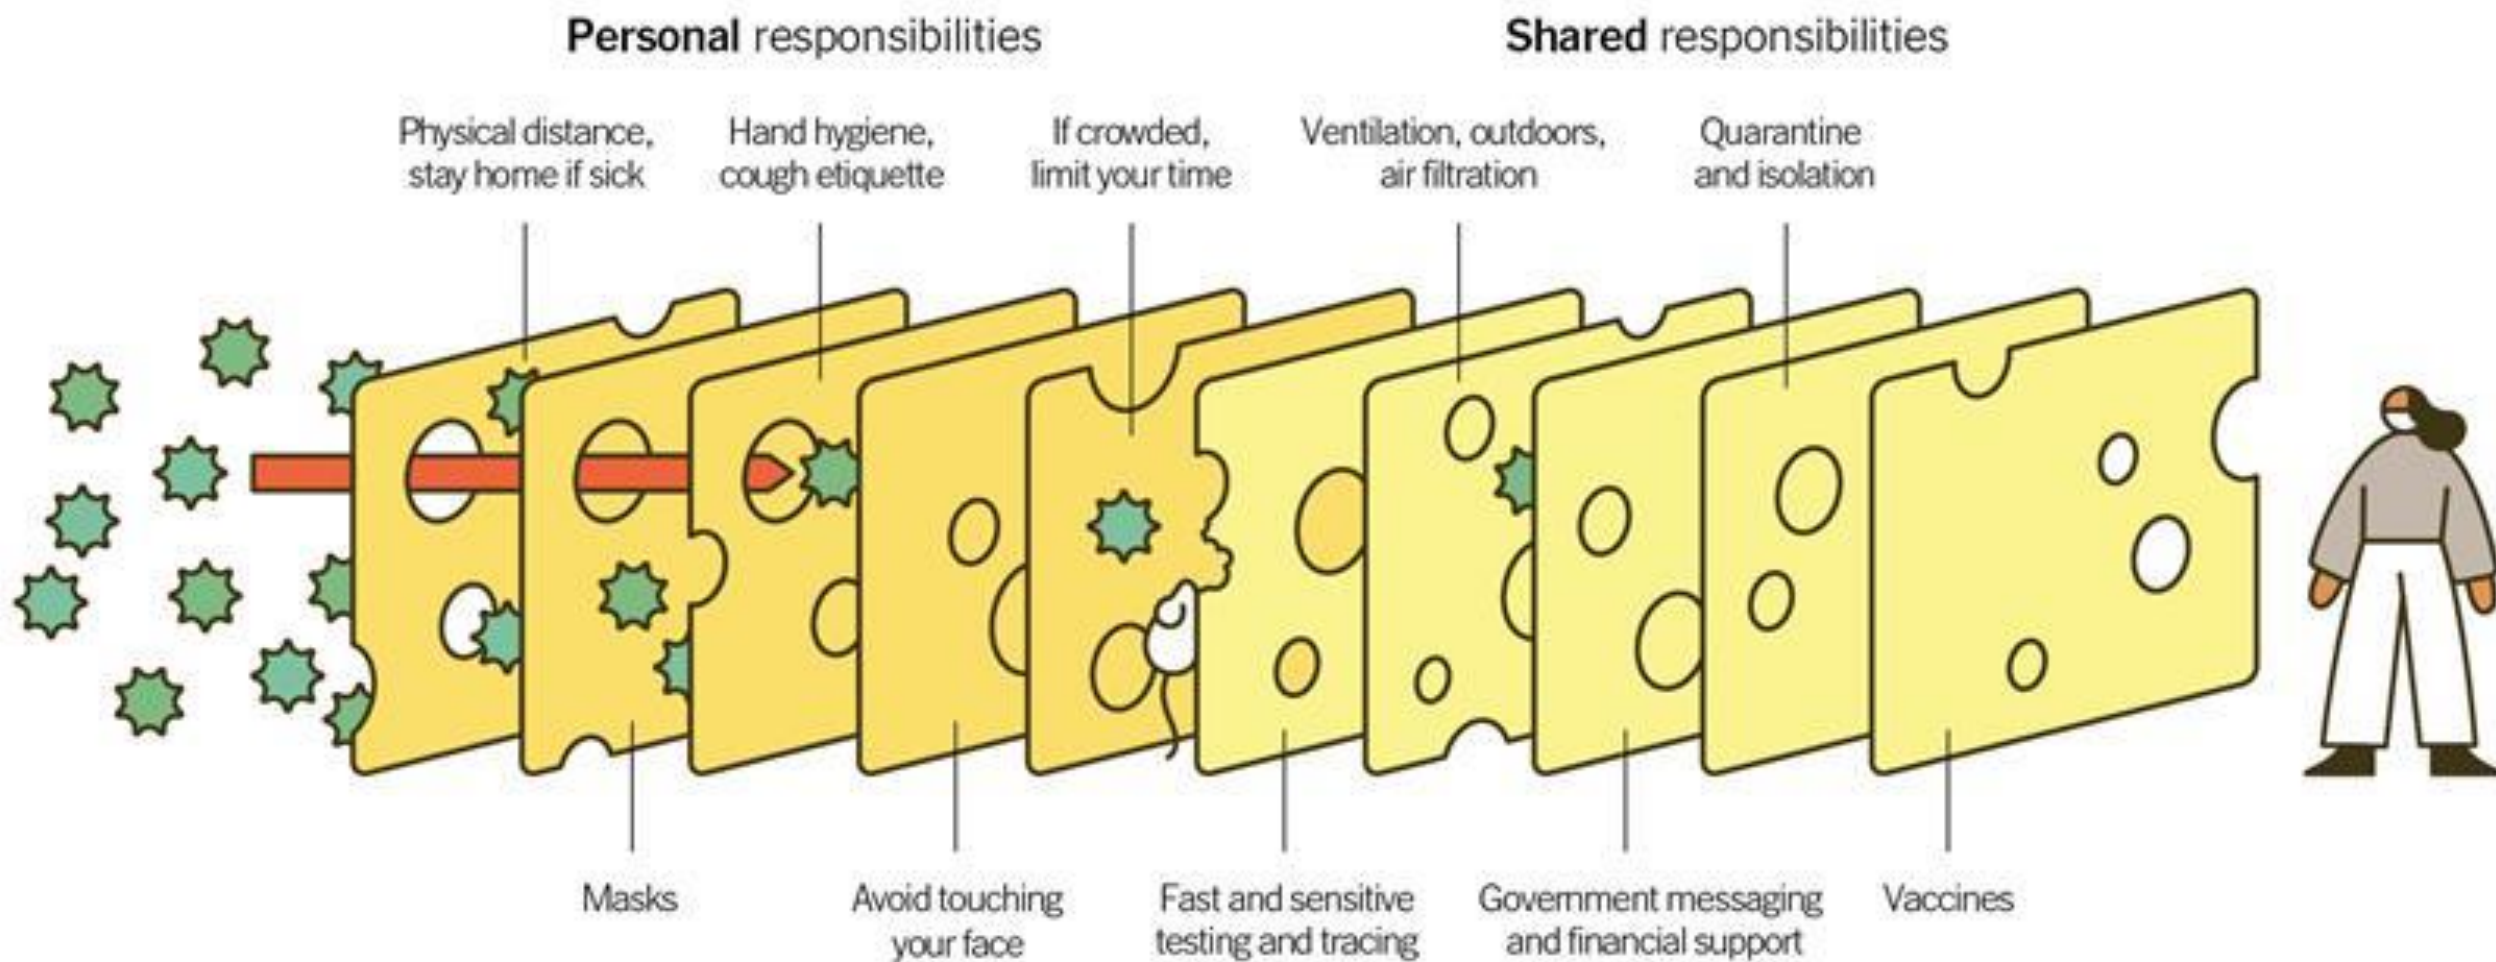 Personal responsibilities
Shared responsibilities
Physical distance,
stay home if sick
Hand hygiene,
cough etiquette
If crowded,
limit your time
Ventilation, outdoors,
air filtration
Quarantine
and isolation
Masks
Avoid touching
your face
Fast and sensitive
testing and tracing
Government messaging
and financial support
Vaccines